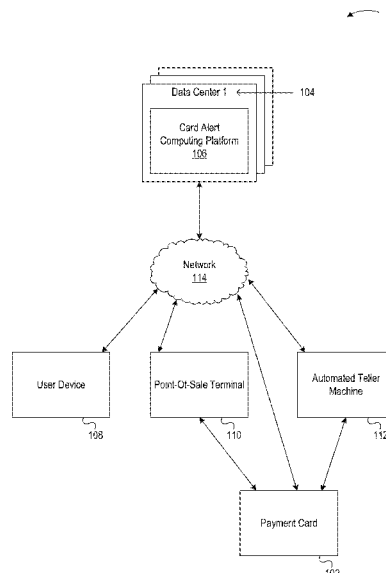 Data Center 1
104
Card Alert
Computing Platform
106
Network
114
User Device
Point-Of-Sale Terminal
Automated Teller
Machine
108
110
112
Payment Card
102